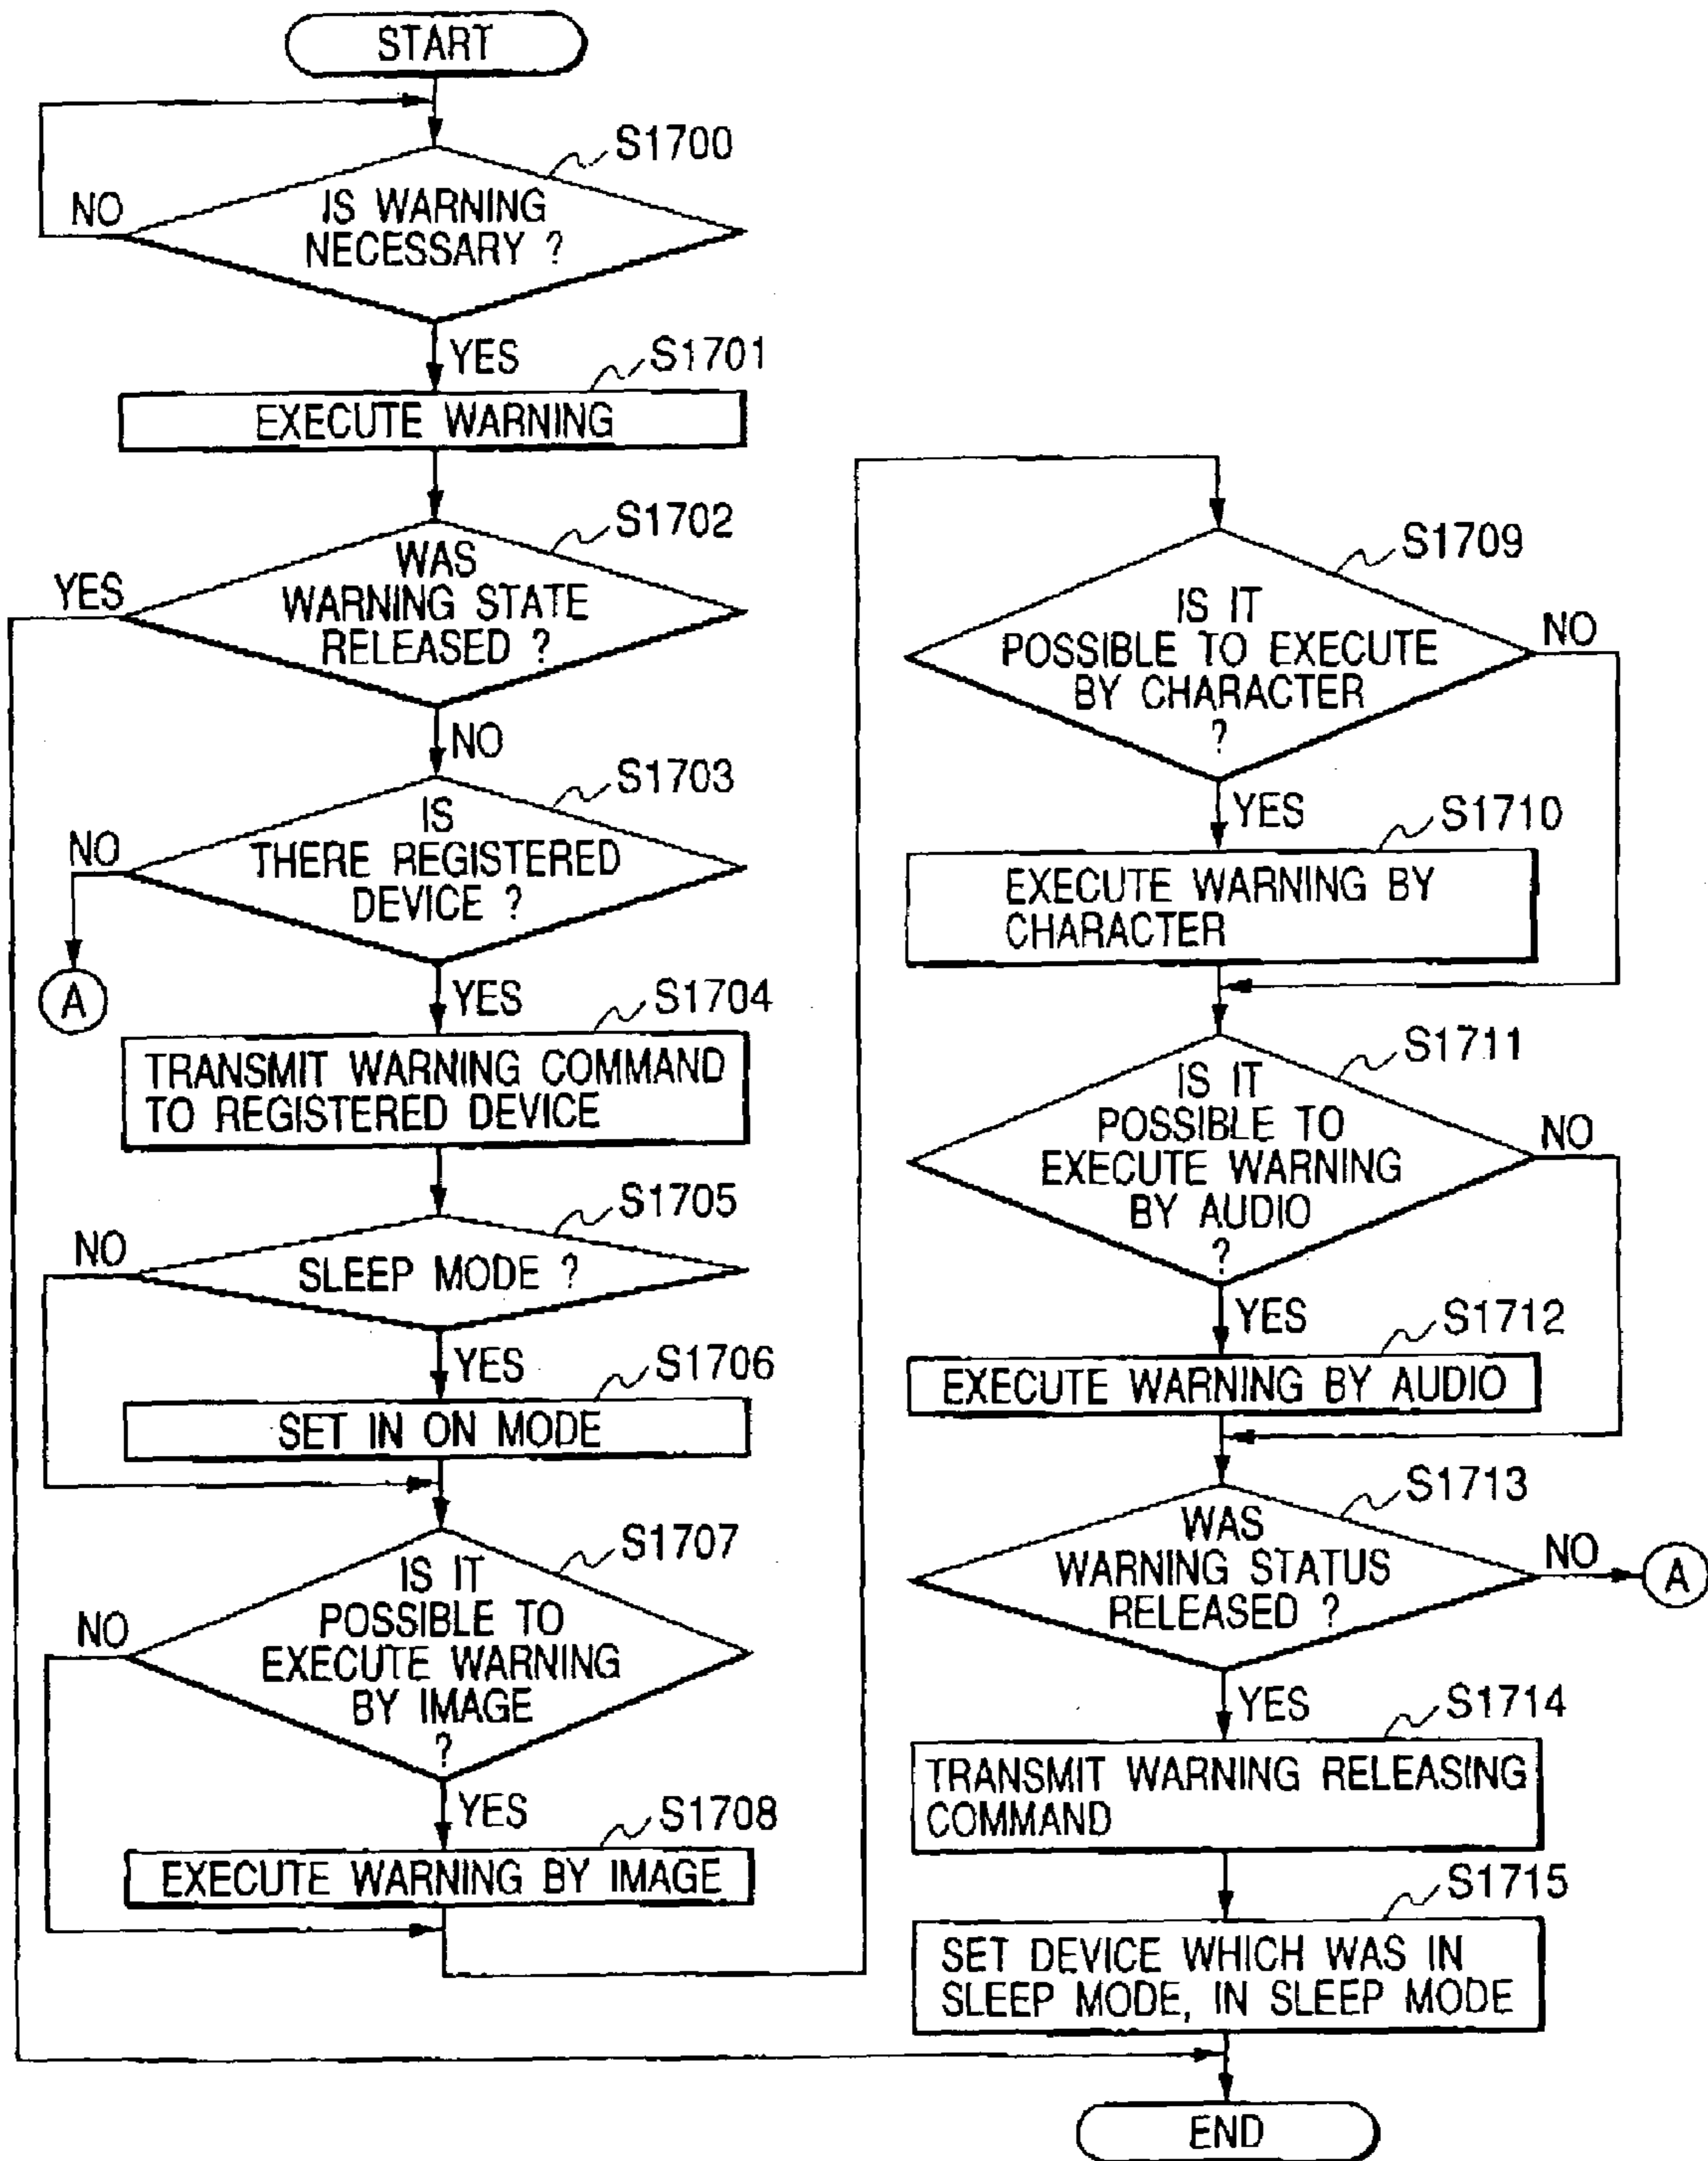 START
S1700
NO
IS WARNING
NECESSARY ?
YES
S1701
EXECUTE WARNING
S1702
YES
WAS
WARNING STATE
RELEASED ?
NO
S1703
NO
IS
THERE REGISTERED
DEVICE ?
A
YES
S1704
TRANSMIT WARNING COMMAND
TO REGISTERED DEVICE
S1705
NO
SLEEP MODE ?
YES
S1706
SET IN ON MODE
S1707
NO
IS IT
POSSIBLE TO
EXECUTE WARNING
BY IMAGE
?
YES
S1708
EXECUTE WARNING BY IMAGE
S1709
IS IT
POSSIBLE TO EXECUTE
BY CHARACTER
?
NO
YES
S1710
EXECUTE WARNING BY
CHARACTER
S1711
IS IT
POSSIBLE TO
EXECUTE WARNING
BY AUDIO
?
NO
YES
S1712
EXECUTE WARNING BY AUDIO
S1713
WAS
WARNING STATUS
RELEASED ?
NO
A
YES
S1714
TRANSMIT WARNING RELEASING
COMMAND
S1715
SET DEVICE WHICH WAS IN
SLEEP MODE, IN SLEEP MODE
END